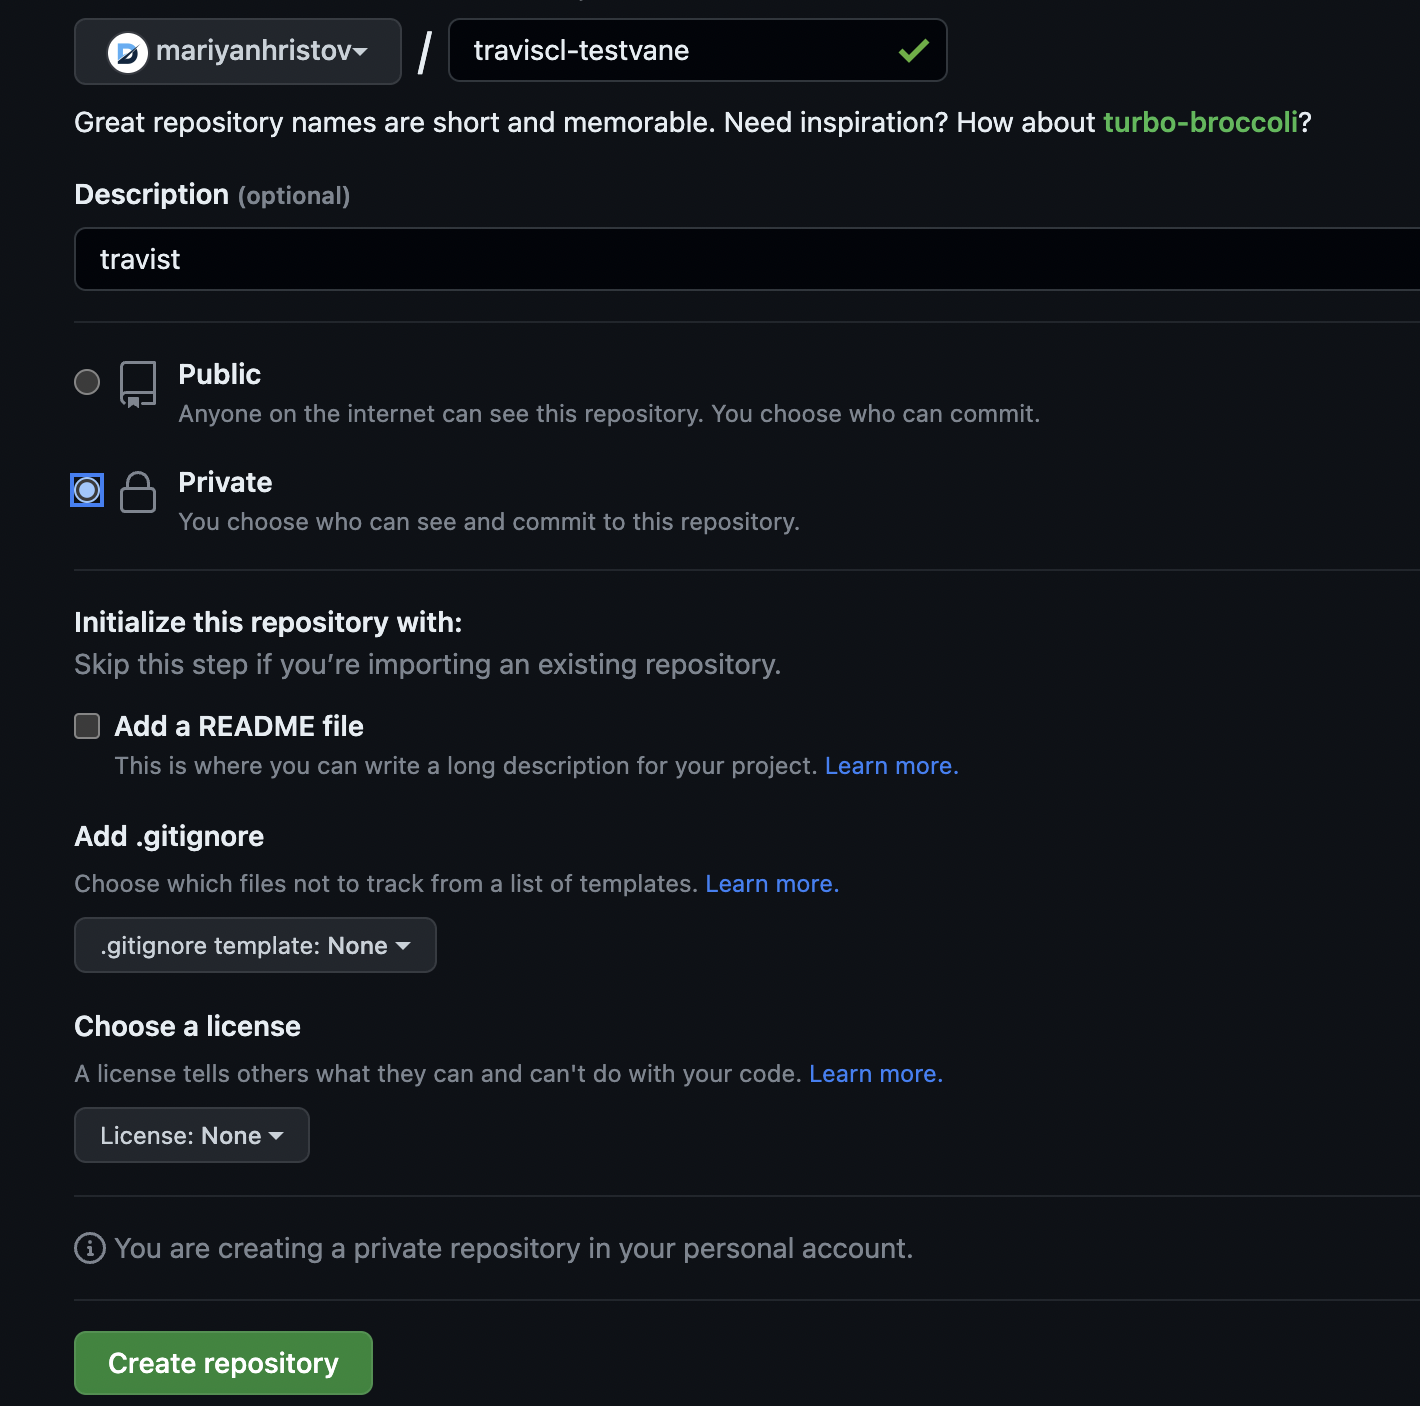 mariyanhristov / traviscl-testvane
Great repository names are short and memorable. Need inspiration? How about turbo-broccoli?
Description (optional)
travist
Public
Anyone on the internet can see this repository. You choose who can commit.
Private
You choose who can see and commit to this repository.
Initialize this repository with:
Skip this step if you’re importing an existing repository.
Add a README file
This is where you can write a long description for your project. Learn more.
Add .gitignore
Choose which files not to track from a list of templates. Learn more.
.gitignore template: None
Choose a license
A license tells others what they can and can't do with your code. Learn more.
License: None
You are creating a private repository in your personal account.
Create repository